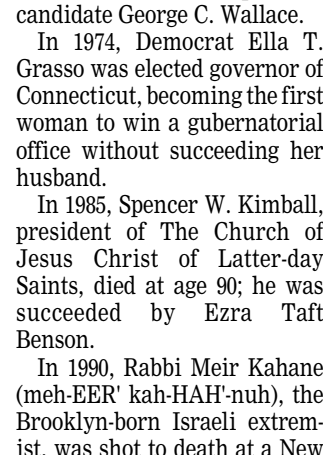 candidate George C. Wallace.
In 1974, Democrat Ella T.
Grasso was elected governor of
Connecticut, becoming the first
woman to win a gubernatorial
office without succeeding her
husband.
In 1985, Spencer W. Kimball,
president of The Church of
Jesus Christ of Latter-day
Saints, died at age 90; he was
succeeded by Ezra Taft
Benson.
In 1990, Rabbi Meir Kahane
(meh-EER' kah-HAH'-nuh), the
Brooklyn-born Israeli extrem-
ist, was shot to death at a New